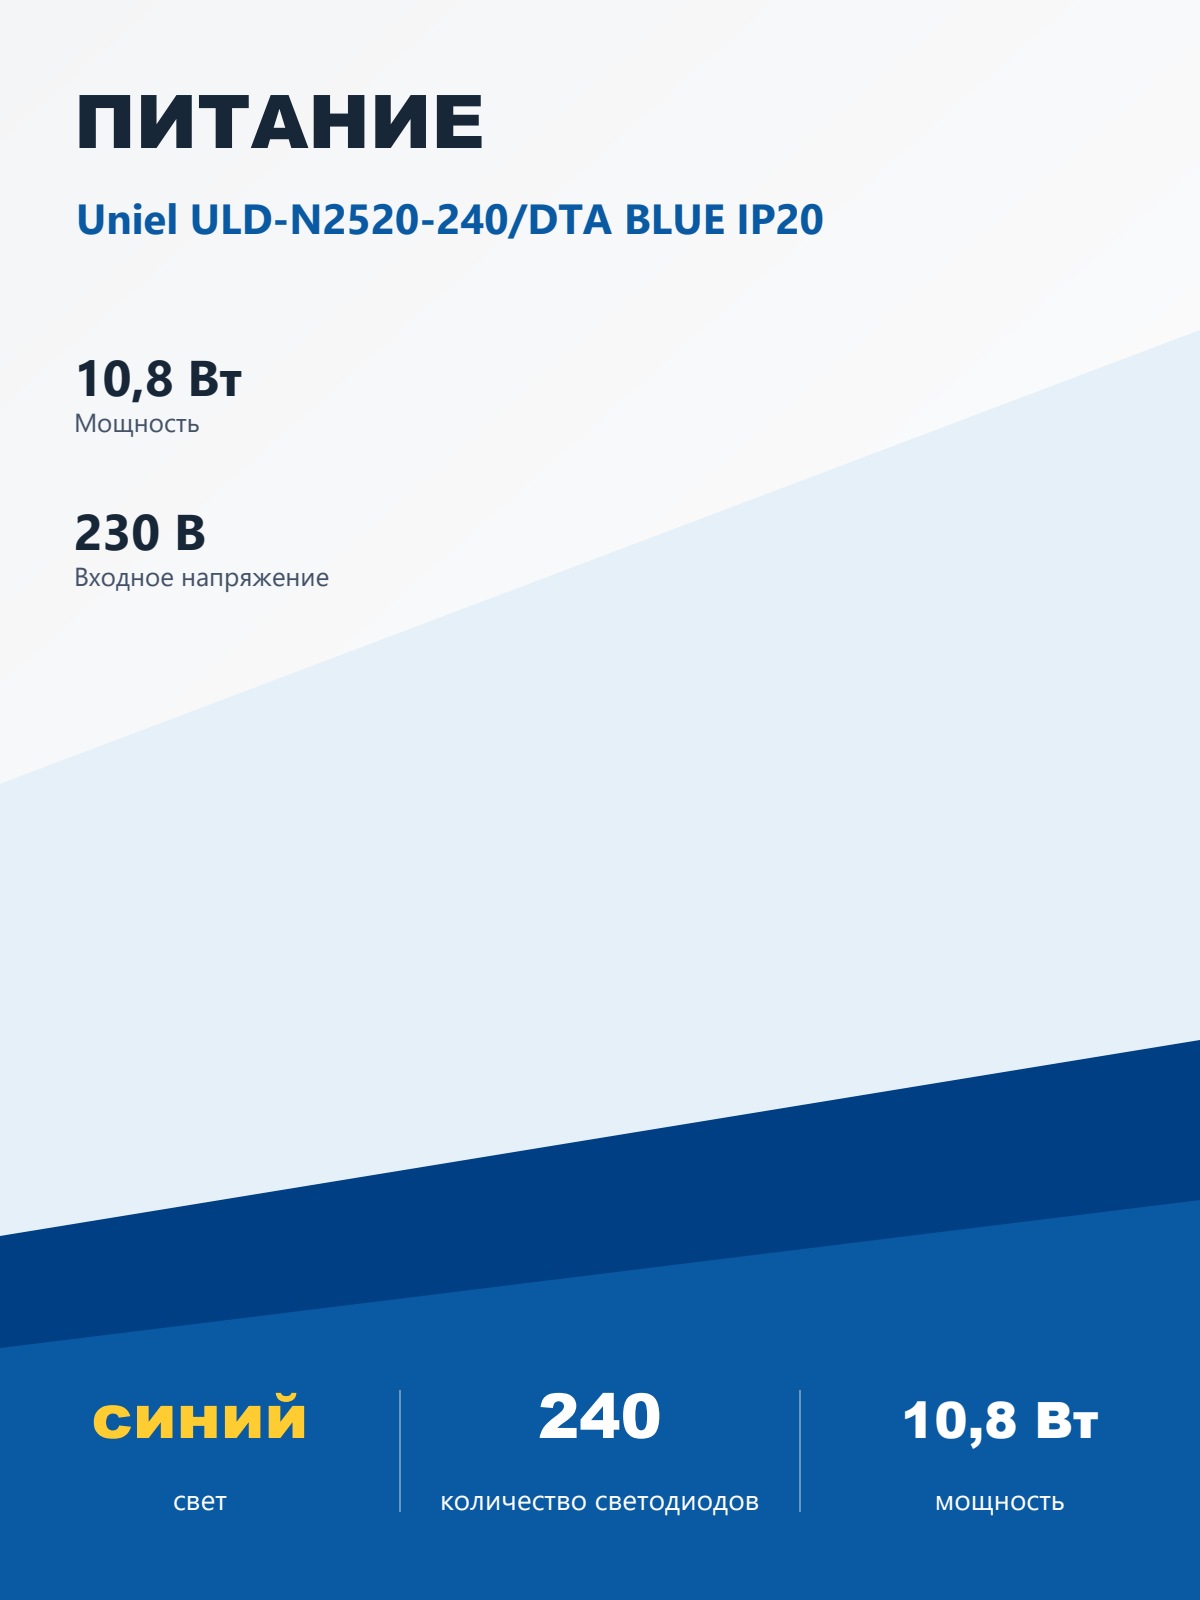 ПИТАНИЕ
Uniel ULD-N2520-240/DTA BLUE IP20
10,8 Вт
Мощность
230 В
Входное напряжение
синий
свет
240
количество светодиодов
10,8 Вт
мощность